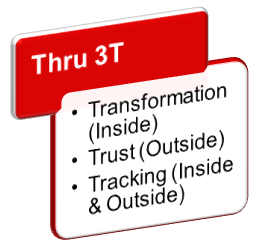 Thru 3T
• Transformation
(Inside)
• Trust (Outside)
• Tracking (Inside
& Outside)